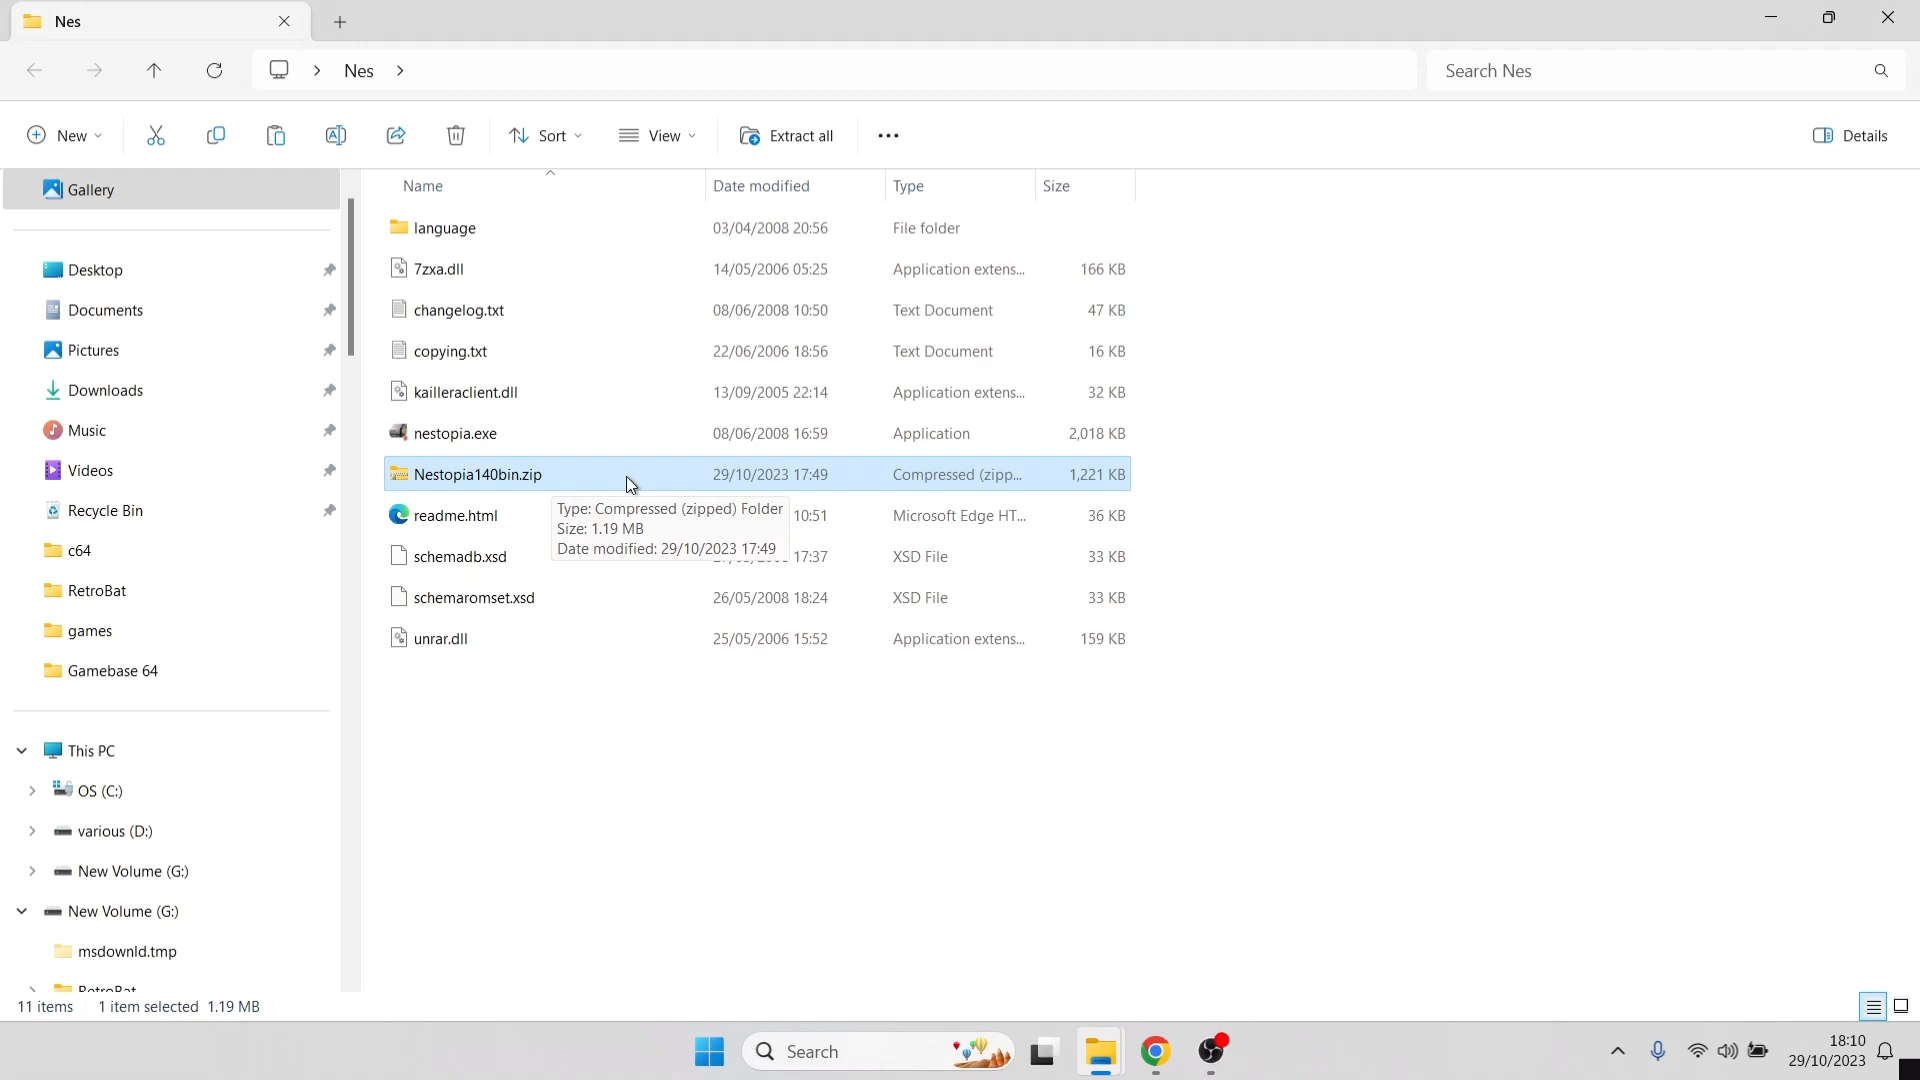 Nes
Nes
Search Nes
New
Sort
View
Extract all
Details
Gallery
Desktop
Documents
Pictures
Downloads
Music
Videos
Recycle Bin
c64
RetroBat
games
Gamebase 64
This PC
OS (C:)
various (D:)
New Volume (G:)
New Volume (G:)
msdownld.tmp
RetroBat
Name Date modified Type Size
language 03/04/2008 20:56 File folder
7zxa.dll 14/05/2006 05:25 Application extens... 166 KB
changelog.txt 08/06/2008 10:50 Text Document 47 KB
copying.txt 22/06/2006 18:56 Text Document 16 KB
kailleraclient.dll 13/09/2005 22:14 Application extens... 32 KB
nestopia.exe 08/06/2008 16:59 Application 2,018 KB
Nestopia140bin.zip 29/10/2023 17:49 Compressed (zipp... 1,221 KB
readme.html 10:51 Microsoft Edge HT... 36 KB
schemadb.xsd 17:37 XSD File 33 KB
schemaromset.xsd 26/05/2008 18:24 XSD File 33 KB
unrar.dll 25/05/2006 15:52 Application extens... 159 KB
Type: Compressed (zipped) Folder
Size: 1.19 MB
Date modified: 29/10/2023 17:49
11 items 1 item selected 1.19 MB
Search
18:10
29/10/2023